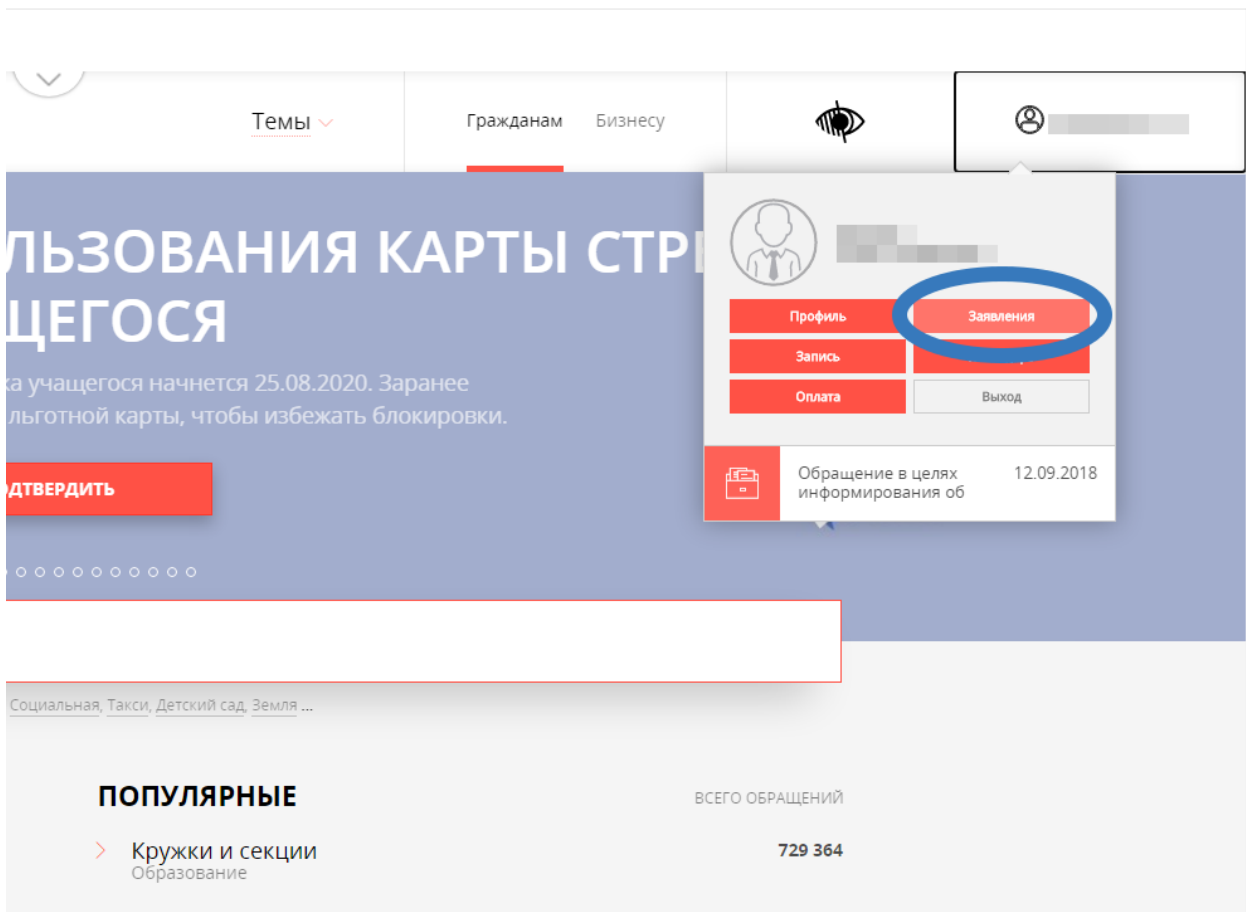 Темы
Гражданам
Бизнесу
ЛЬЗОВАНИЯ КАРТЫ СТР
ЩЕГОСЯ
ка учащегося начнется 25.08.2020. Заранее
льготной карты, чтобы избежать блокировки.
ОДТВЕРДИТЬ
Профиль
Заявления
Запись
Оплата
Выход
Обращение в целях
информирования об
12.09.2018
Социальная, Такси, Детский сад, Земля ...
ПОПУЛЯРНЫЕ
ВСЕГО ОБРАЩЕНИЙ
Кружки и секции
729 364
Образование